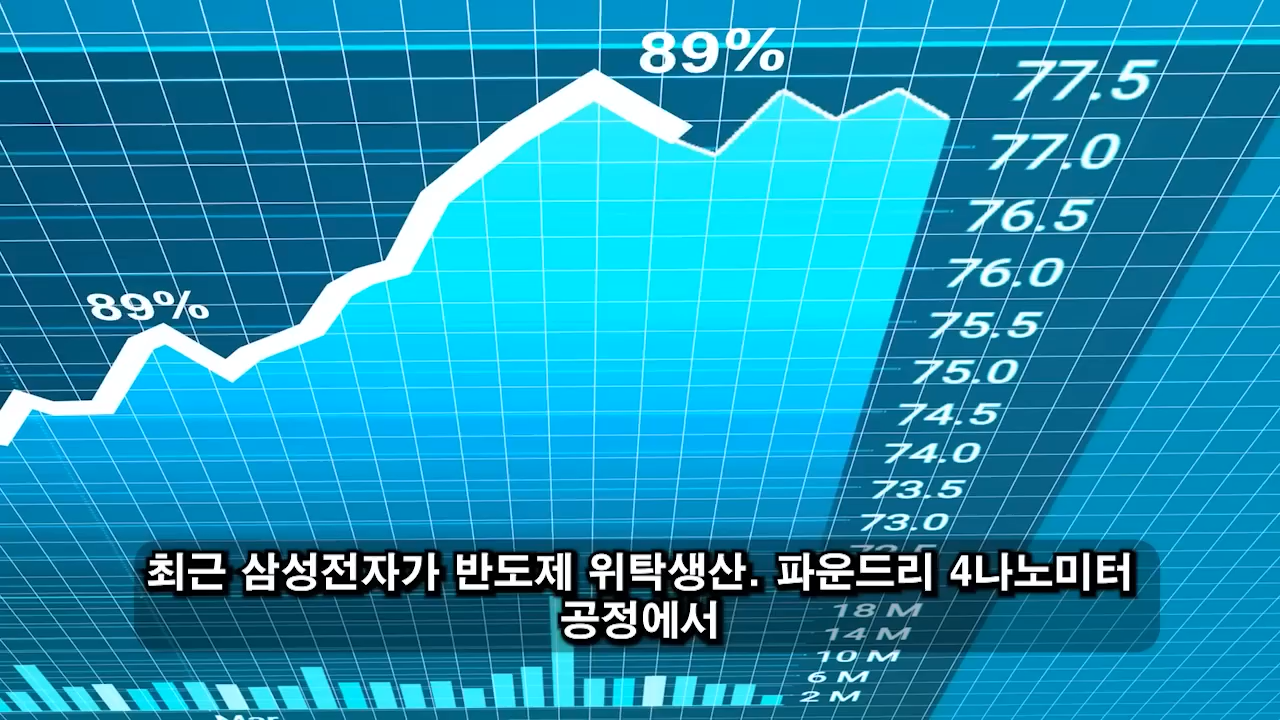 89%
77.5
77.0
89%
76.5
76.0
75.5
75.0
74.5
74.0
73.5
73.0
최근 삼성전자가 반도제 위탁생산. 파운드리 4나노미터
공정에서
18 M
14 M
10 M
6 M
2 M